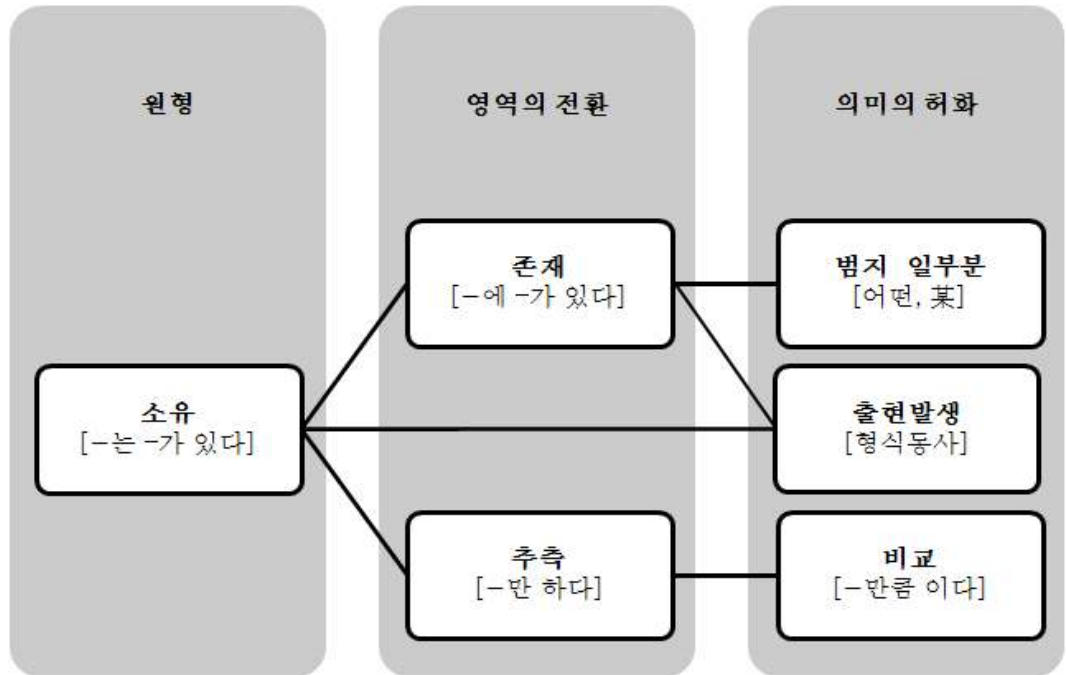 원형
영역의 전환
의미의 허화
존재
[-에 -가 있다]
범지 일부분
[어떤, 某]
소유
[-는 -가 있다]
출현발생
[형식동사]
추측
[-만 하다]
비교
[-만큼 이다]